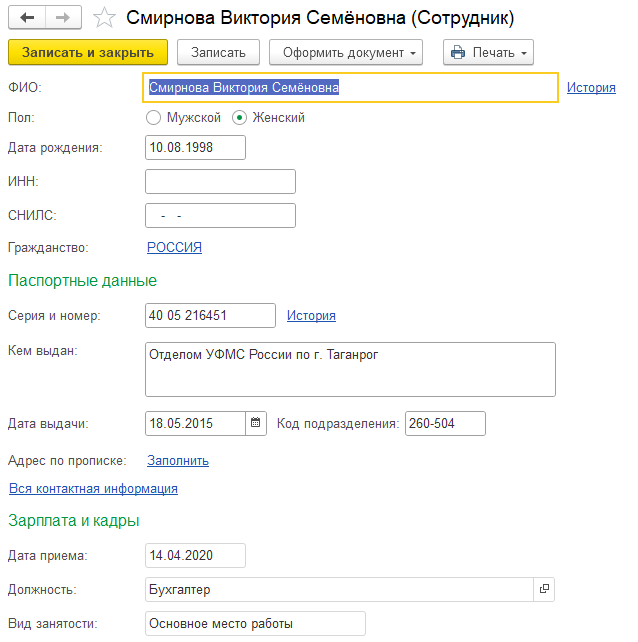 Смирнова Виктория Семёновна (Сотрудник)
Записать и закрыть Записать Оформить документ Печать
ФИО: Смирнова Виктория Семёновна История
Пол: Мужской Женский
Дата рождения: 10.08.1998
ИНН:
СНИЛС: - -
Гражданство: РОССИЯ
Паспортные данные
Серия и номер: 40 05 216451 История
Кем выдан: Отделом УФМС России по г. Таганрог
Дата выдачи: 18.05.2015 Код подразделения: 260-504
Адрес по прописке: Заполнить
Вся контактная информация
Зарплата и кадры
Дата приема: 14.04.2020
Должность: Бухгалтер
Вид занятости: Основное место работы